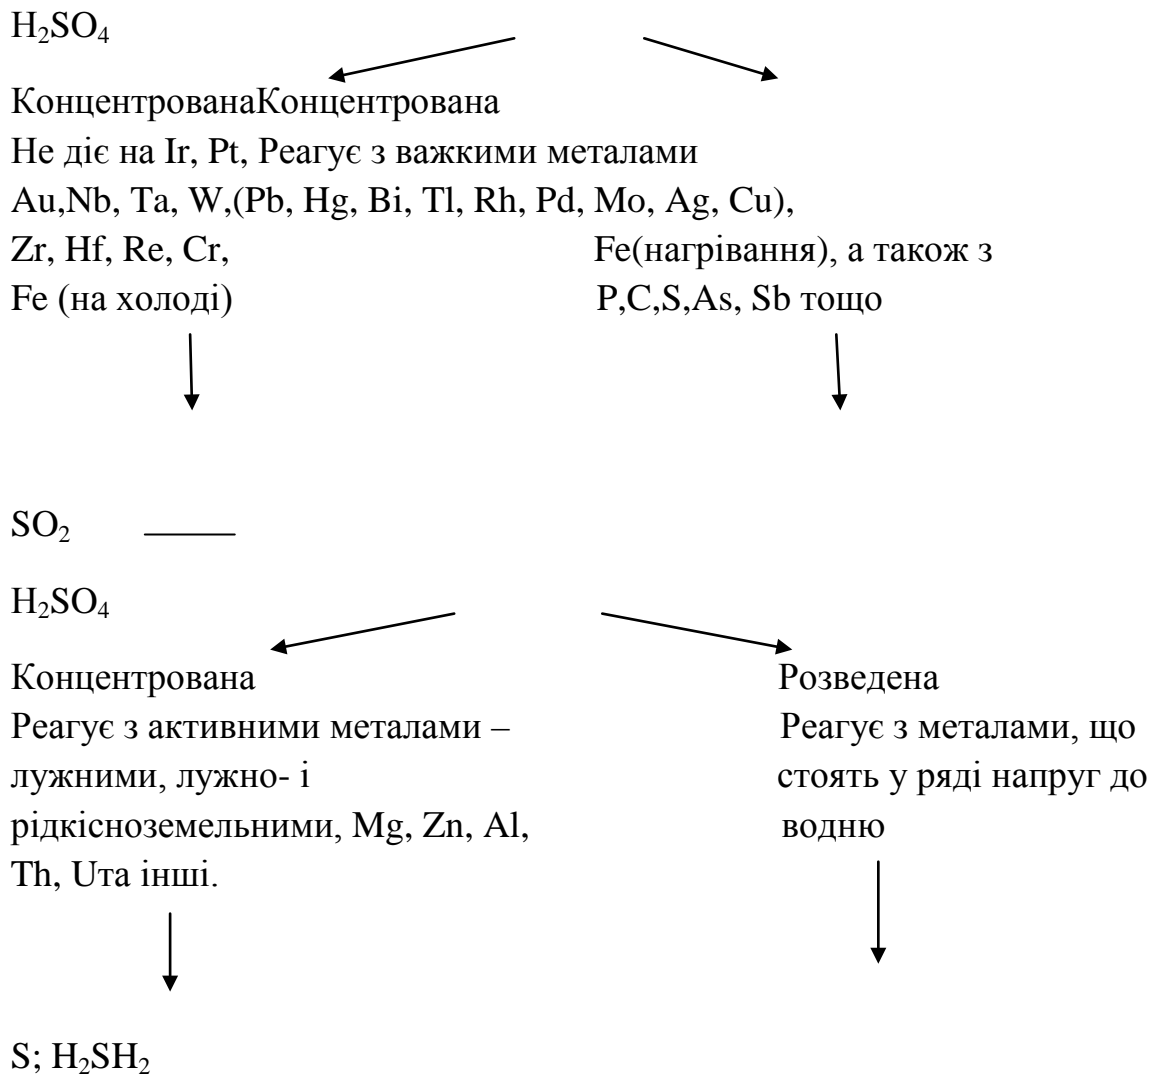 H₂SO₄
КонцентрованаКонцентрована
Не діє на Ir, Pt, Реагує з важкими металами
Au,Nb, Ta, W,(Pb, Hg, Bi, Tl, Rh, Pd, Mo, Ag, Cu),
Zr, Hf, Re, Cr, Fe(нагрівання), а також з
Fe (на холоді) P,C,S,As, Sb тощо
SO₂
H₂SO₄
Концентрована Розведена
Реагує з активними металами – Реагує з металами, що
лужними, лужно- і стоять у ряді напруг до
рідкісноземельними, Mg, Zn, Al, водню
Th, Uта інші.
S; H₂SH₂